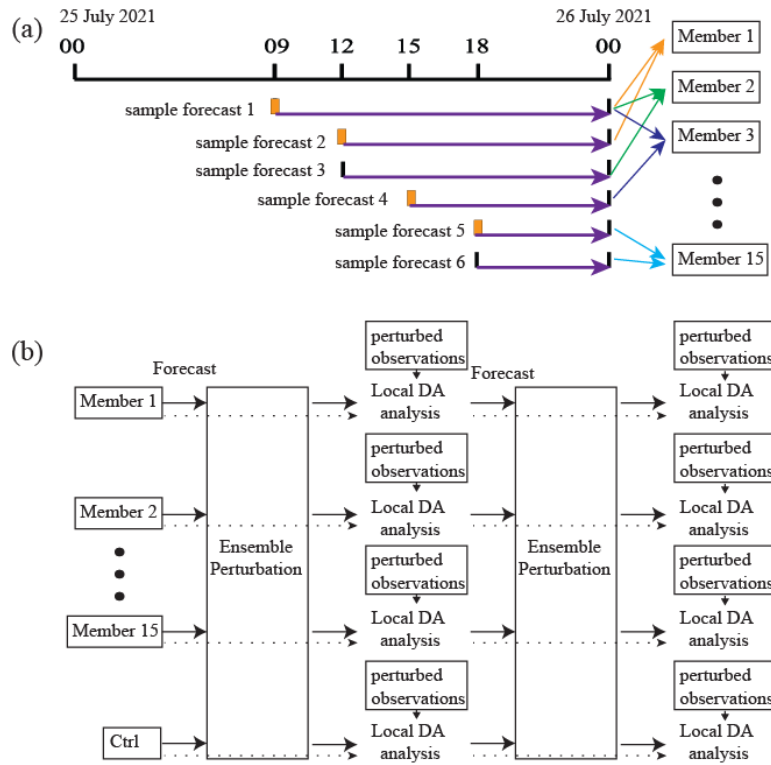 (a)
25 July 2021
26 July 2021
00
09
12
15
18
00
sample forecast 1
sample forecast 2
sample forecast 3
sample forecast 4
sample forecast 5
sample forecast 6
Member 1
Member 2
Member 3
Member 15
(b)
Forecast
Forecast
Member 1
Member 2
Member 15
Ctrl
Ensemble
Perturbation
perturbed
observations
Local DA
analysis
perturbed
observations
Local DA
analysis
perturbed
observations
Local DA
analysis
perturbed
observations
Local DA
analysis
Ensemble
Perturbation
perturbed
observations
Local DA
analysis
perturbed
observations
Local DA
analysis
perturbed
observations
Local DA
analysis
perturbed
observations
Local DA
analysis